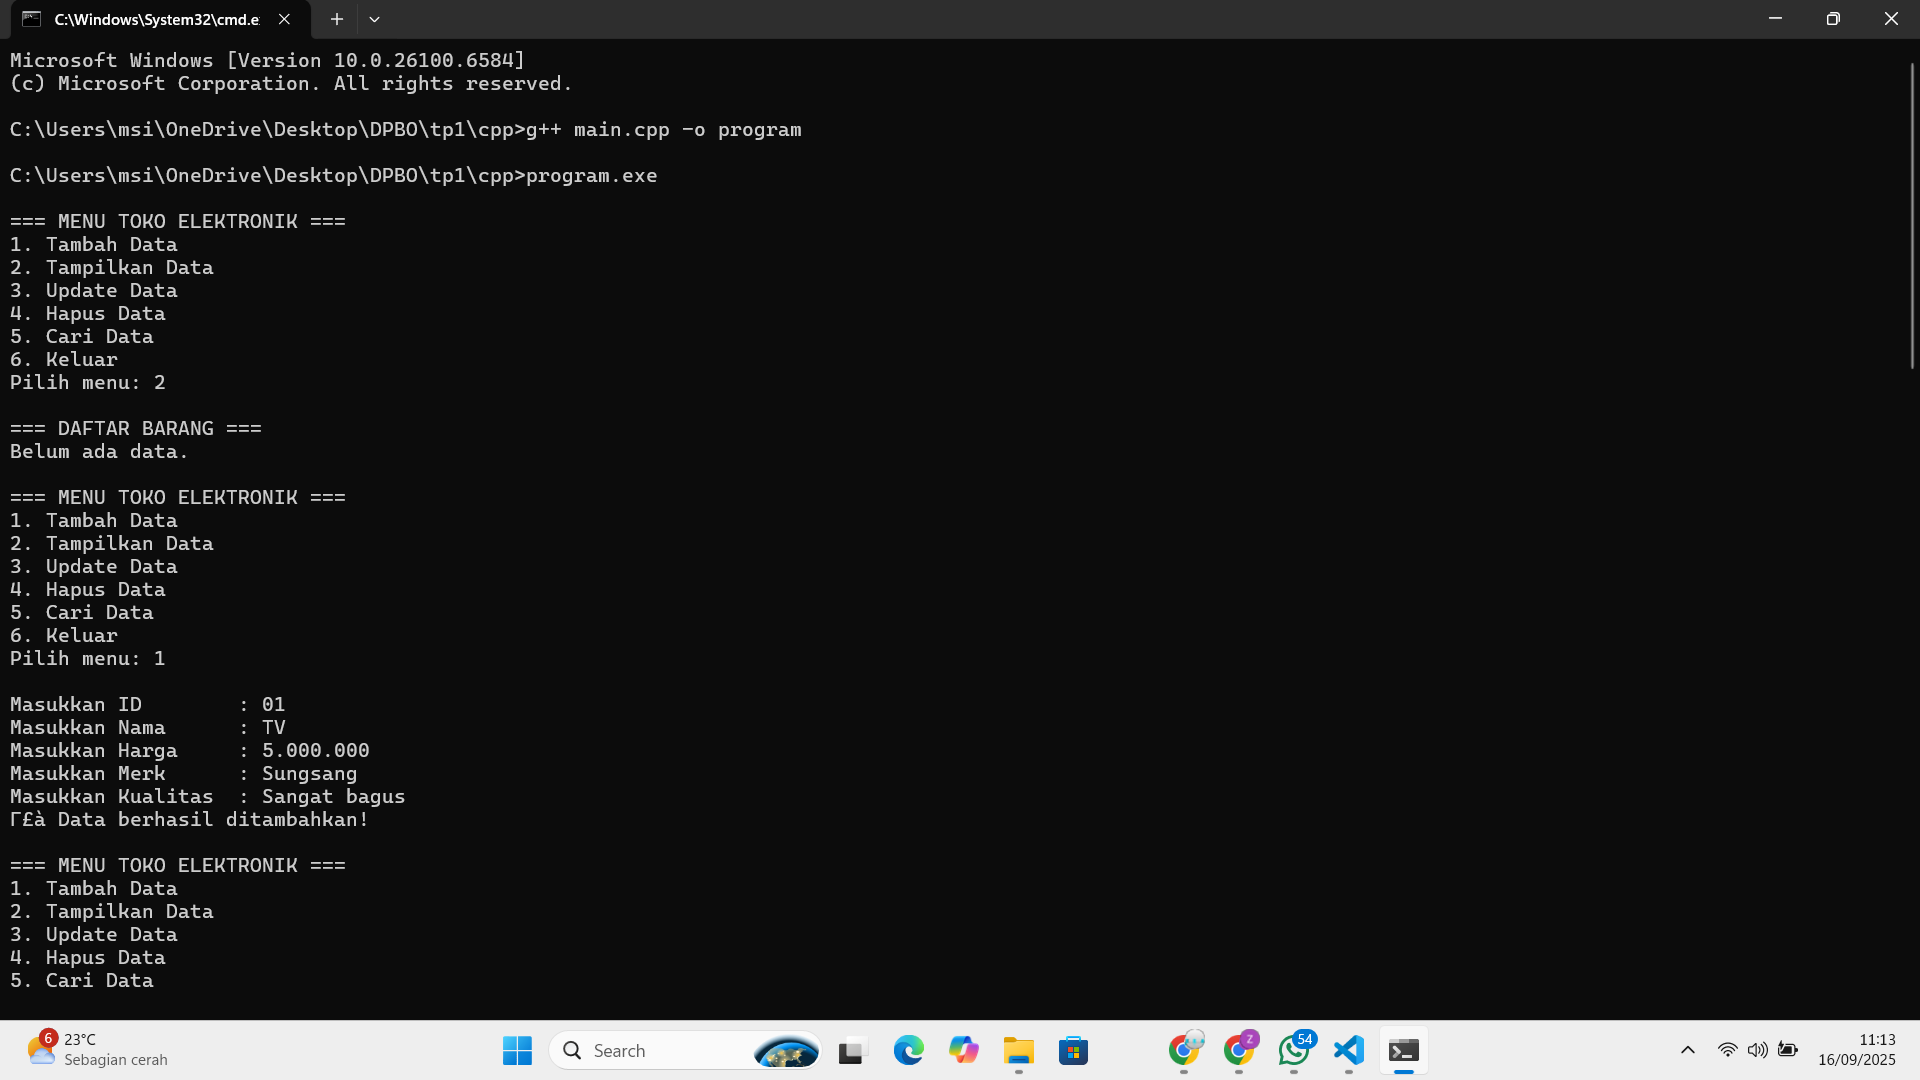 C:\Windows\System32\cmd.e
Microsoft Windows [Version 10.0.26100.6584]
(c) Microsoft Corporation. All rights reserved.
C:\Users\msi\OneDrive\Desktop\DPBO\tp1\cpp>g++ main.cpp -o program
C:\Users\msi\OneDrive\Desktop\DPBO\tp1\cpp>program.exe
=== MENU TOKO ELEKTRONIK ===
1. Tambah Data
2. Tampilkan Data
3. Update Data
4. Hapus Data
5. Cari Data
6. Keluar
Pilih menu: 2
=== DAFTAR BARANG ===
Belum ada data.
=== MENU TOKO ELEKTRONIK ===
1. Tambah Data
2. Tampilkan Data
3. Update Data
4. Hapus Data
5. Cari Data
6. Keluar
Pilih menu: 1
Masukkan ID        : 01
Masukkan Nama      : TV
Masukkan Harga     : 5.000.000
Masukkan Merk      : Sungsang
Masukkan Kualitas  : Sangat bagus
Γ£à Data berhasil ditambahkan!
=== MENU TOKO ELEKTRONIK ===
1. Tambah Data
2. Tampilkan Data
3. Update Data
4. Hapus Data
5. Cari Data
6
23°C
Sebagian cerah
Search
Z
54
11:13
16/09/2025